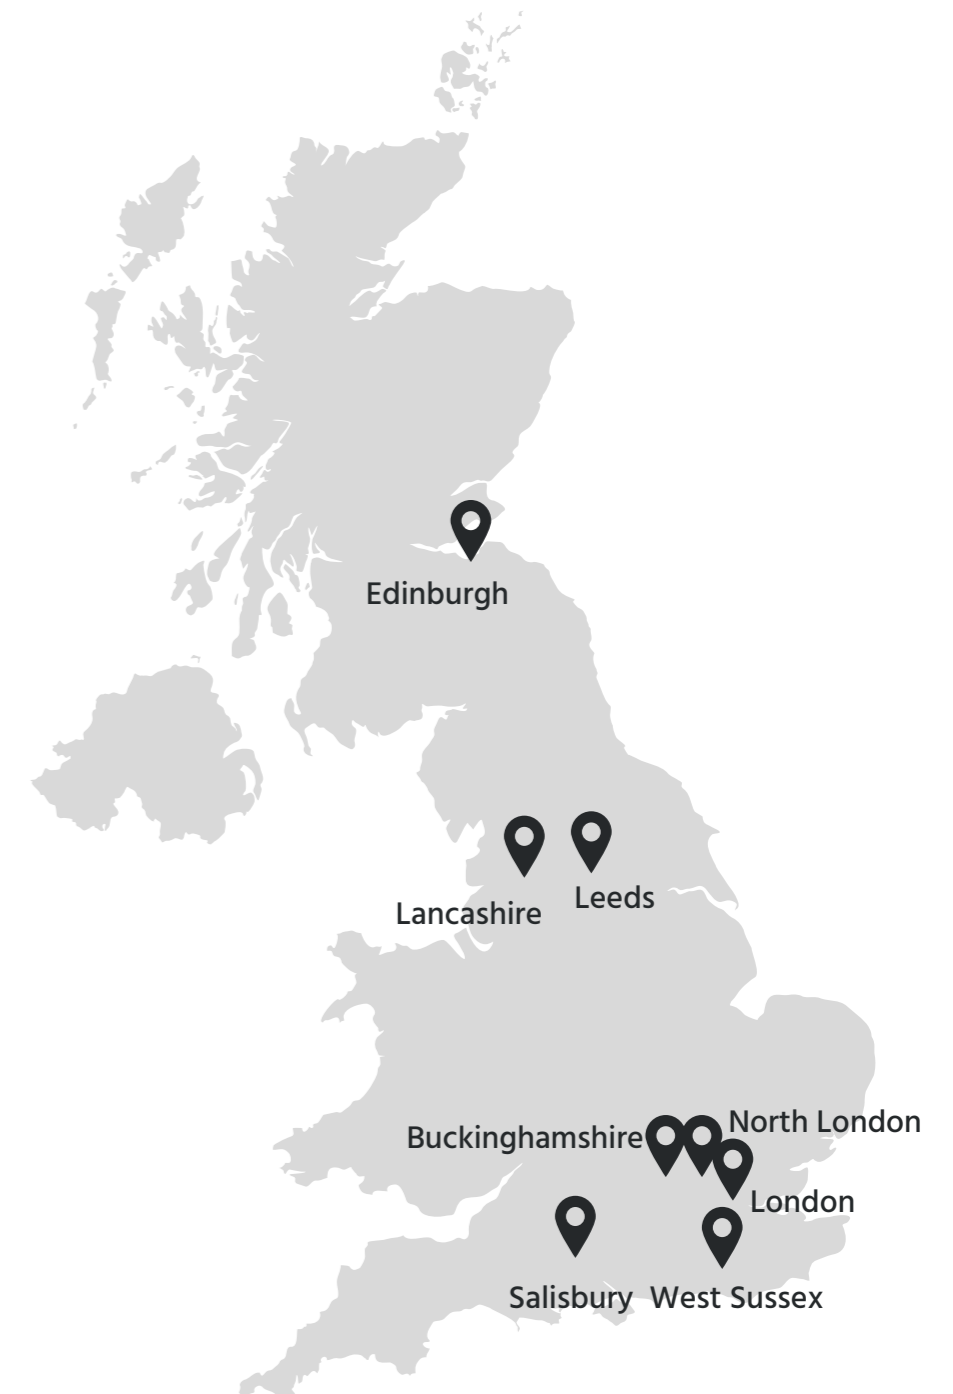 Edinburgh
Leeds
Lancashire
North London
Buckinghamshire
London
Salisbury
West Sussex